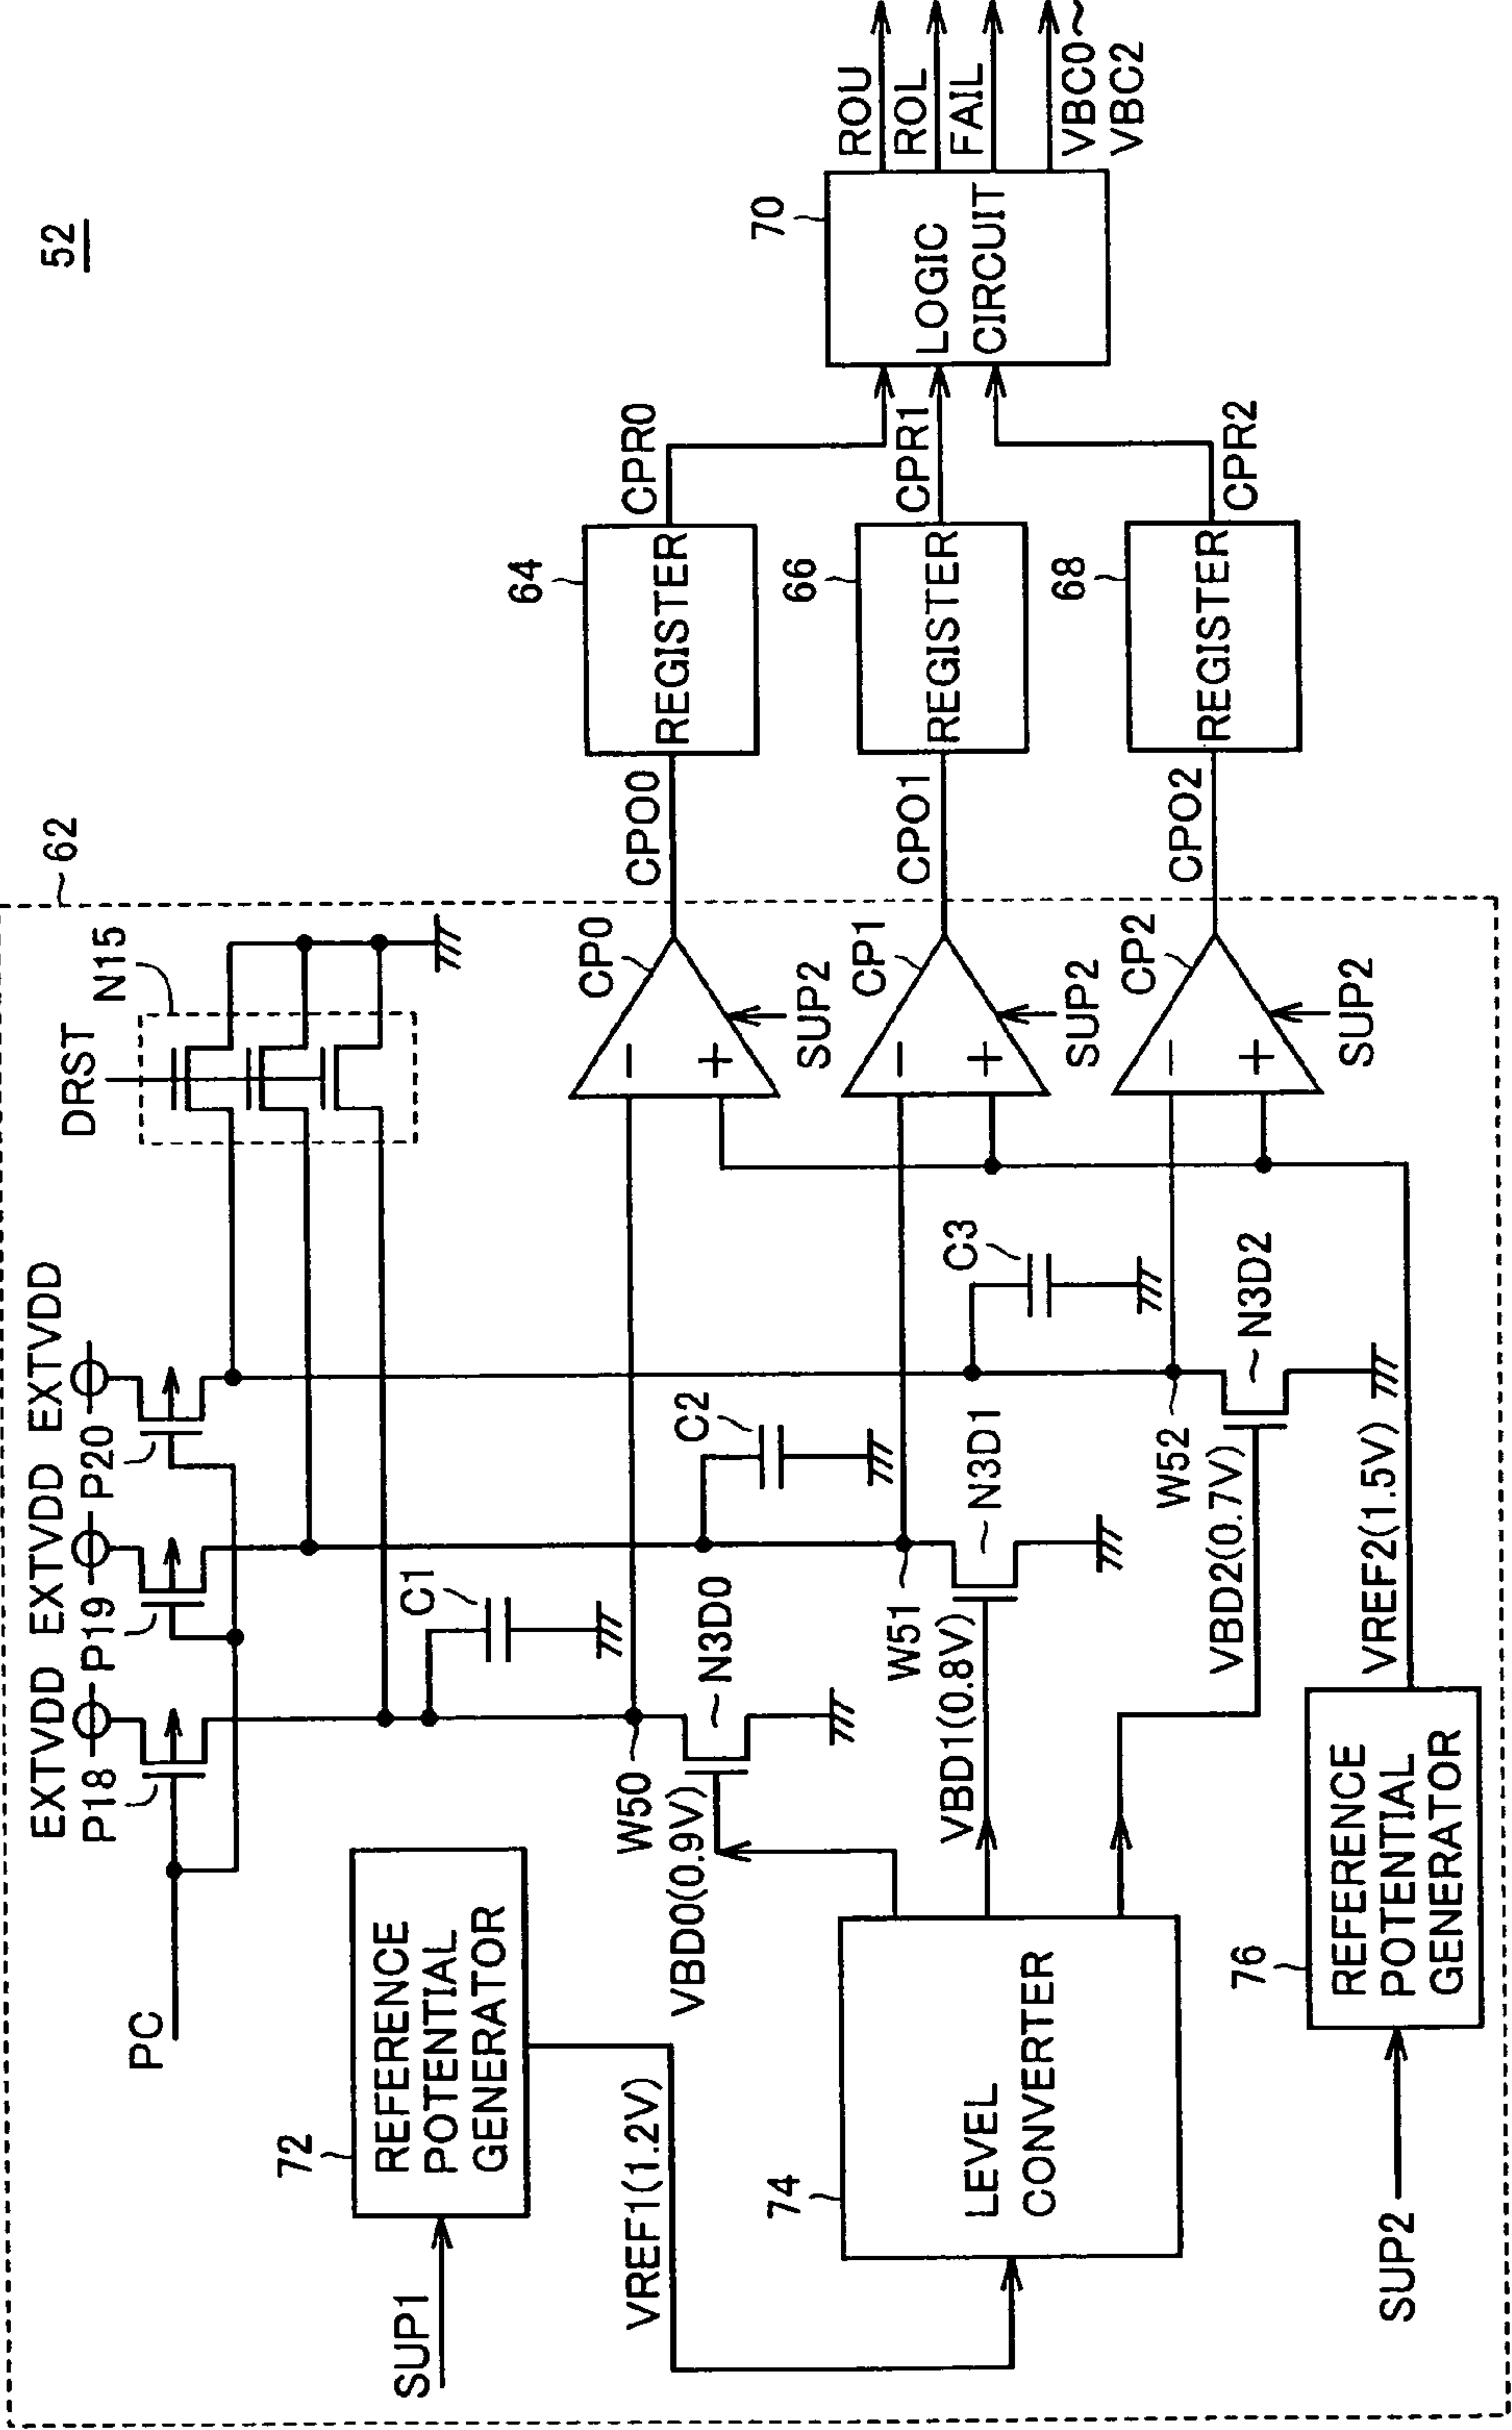 52
62
EXTVDD
EXTVDD
EXTVDD
P18
P19
P20
DRST
N15
PC
72
REFERENCE
POTENTIAL
GENERATOR
SUP1
VREF1(1.2V)
C1
C2
C3
W50
VBD0(0.9V)
N3D0
W51
VBD1(0.8V)
N3D1
W52
VBD2(0.7V)
N3D2
74
LEVEL
CONVERTER
76
REFERENCE
POTENTIAL
GENERATOR
SUP2
VREF2(1.5V)
CP0
−
+
SUP2
CPO0
64
REGISTER
CPR0
CP1
−
+
SUP2
CPO1
66
REGISTER
CPR1
CP2
−
+
SUP2
CPO2
68
REGISTER
CPR2
70
LOGIC
CIRCUIT
ROU
ROL
FAIL
VBC0~
VBC2